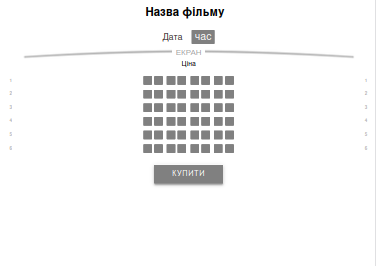 Назва фільму
Дата час
ЕКРАН
Ціна
1 1
2 2
3 3
4 4
5 5
6 6
КУПИТИ